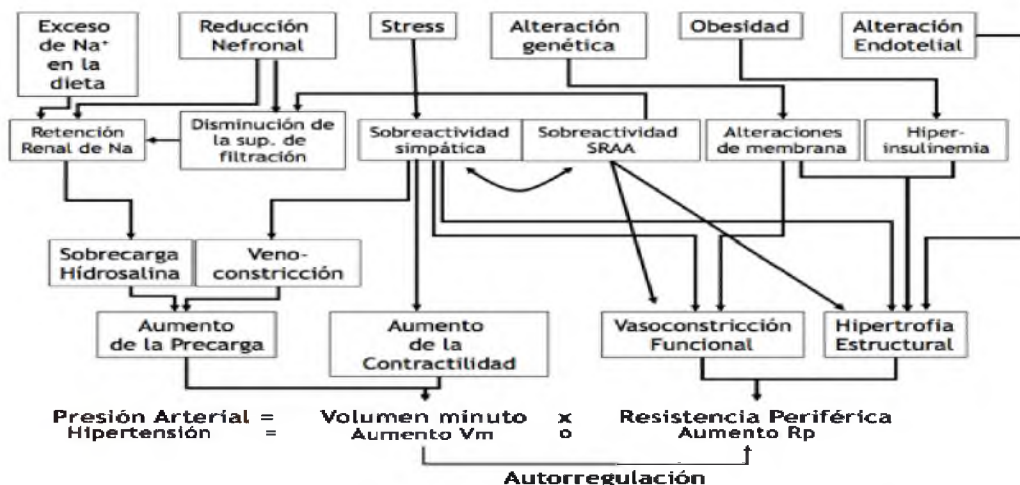 Exceso
de Na⁺
en la
dieta
Reducción
Nefronal
Stress
Alteración
genética
Obesidad
Alteración
Endotelial
Retención
Renal de Na
Disminución de
la sup. de
filtración
Sobreactividad
simpática
Sobreactividad
SRAA
Alteraciones
de membrana
Hiper-
insulinemia
Sobrecarga
Hídrosalina
Veno-
constricción
Aumento
de la Precarga
Aumento
de la
Contractilidad
Vasoconstricción
Funcional
Hipertrofia
Estructural
Presión Arterial = Volumen minuto x Resistencia Periférica
Hipertensión = Aumento Vm o Aumento Rp
Autorregulación